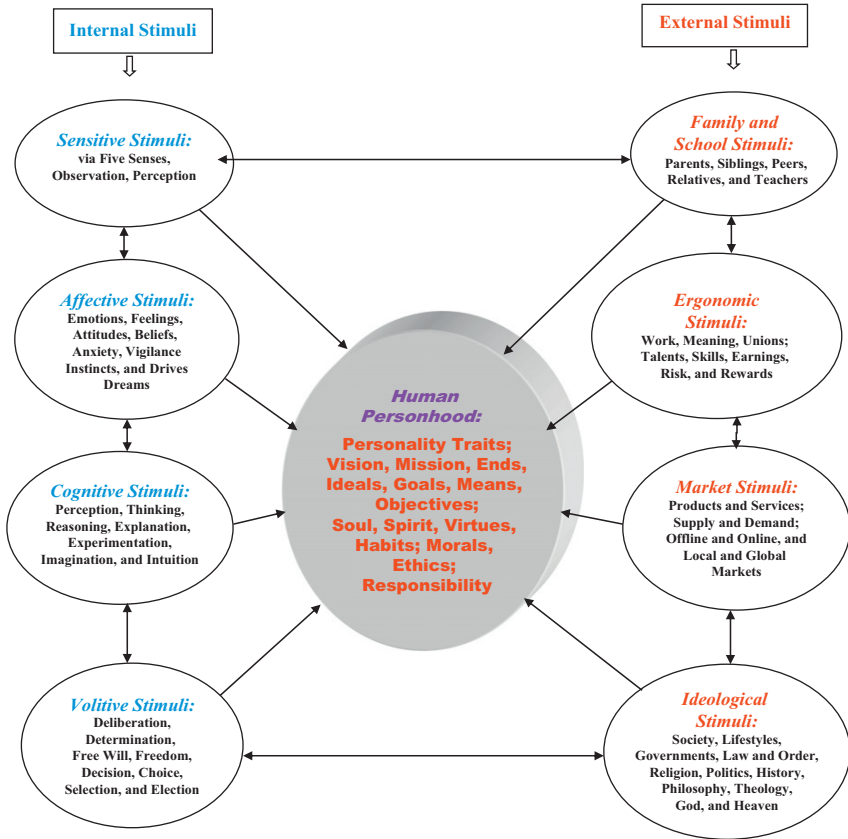 Internal Stimuli
External Stimuli
Sensitive Stimuli:
via Five Senses,
Observation, Perception
Family and
School Stimuli:
Parents, Siblings, Peers,
Relatives, and Teachers
Affective Stimuli:
Emotions, Feelings,
Attitudes, Beliefs,
Anxiety, Vigilance
Instincts, and Drives
Dreams
Ergonomic
Stimuli:
Work, Meaning, Unions;
Talents, Skills, Earnings,
Risk, and Rewards
Human
Personhood:
Personality Traits;
Vision, Mission, Ends,
Ideals, Goals, Means,
Objectives;
Soul, Spirit, Virtues,
Habits; Morals,
Ethics;
Responsibility
Cognitive Stimuli:
Perception, Thinking,
Reasoning, Explanation,
Experimentation,
Imagination, and Intuition
Market Stimuli:
Products and Services;
Supply and Demand;
Offline and Online, and
Local and Global
Markets
Volitive Stimuli:
Deliberation,
Determination,
Free Will, Freedom,
Decision, Choice,
Selection, and Election
Ideological
Stimuli:
Society, Lifestyles,
Governments, Law and Order,
Religion, Politics, History,
Philosophy, Theology,
God, and Heaven